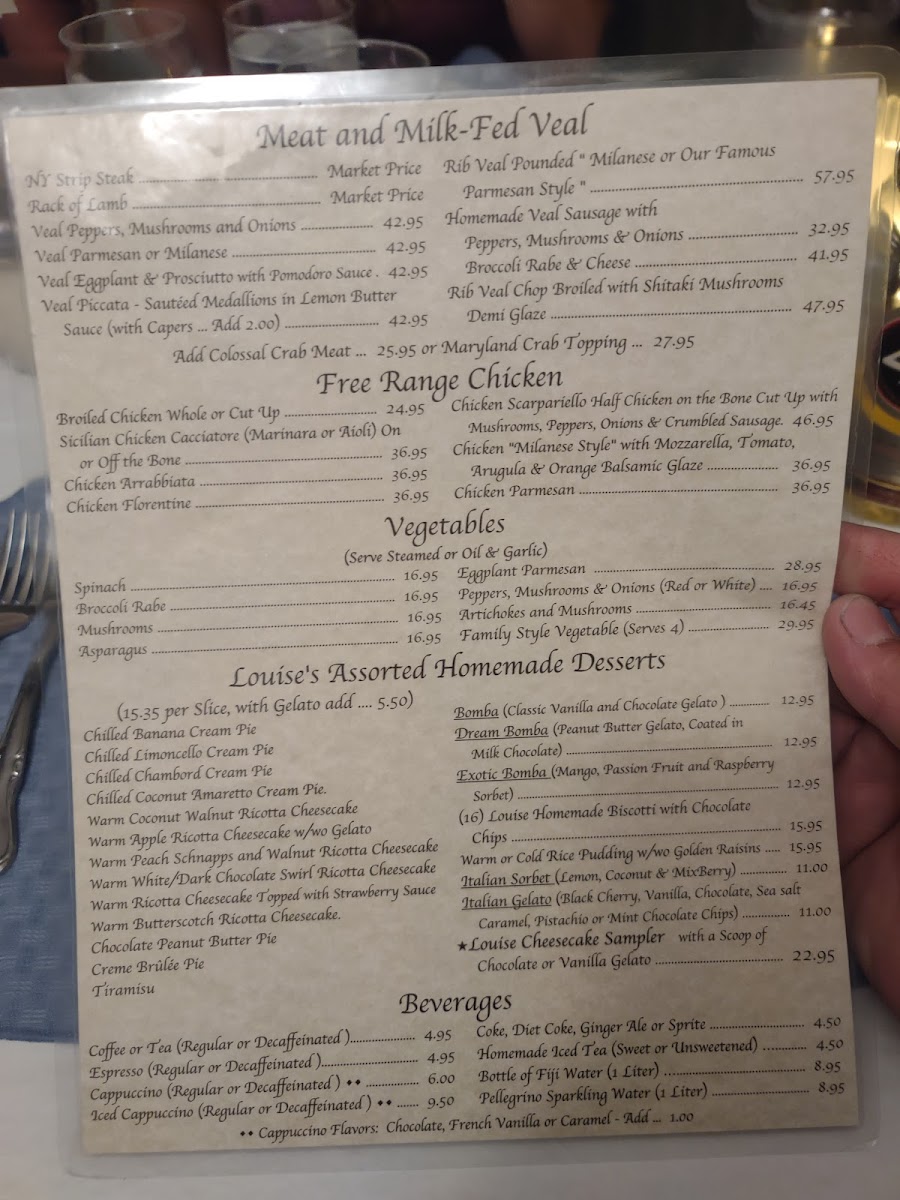 Meat and Milk-Fed Veal
NY Strip Steak ... Market Price
Rack of Lamb ... Market Price
Veal Peppers, Mushrooms and Onions ... 42.95
Veal Parmesan or Milanese ... 42.95
Veal Eggplant & Prosciutto with Pomodoro Sauce . 42.95
Veal Piccata - Sautéed Medallions in Lemon Butter
Sauce (with Capers ... Add 2.00) ... 42.95
Rib Veal Pounded " Milanese or Our Famous
Parmesan Style " ... 57.95
Homemade Veal Sausage with
Peppers, Mushrooms & Onions ... 32.95
Broccoli Rabe & Cheese ... 41.95
Rib Veal Chop Broiled with Shitaki Mushrooms
Demi Glaze ... 47.95
Add Colossal Crab Meat ... 25.95 or Maryland Crab Topping ... 27.95
Free Range Chicken
Broiled Chicken Whole or Cut Up ... 24.95
Sicilian Chicken Cacciatore (Marinara or Aioli) On
or Off the Bone ... 36.95
Chicken Arrabbiata ... 36.95
Chicken Florentine ... 36.95
Chicken Scarpariello Half Chicken on the Bone Cut Up with
Mushrooms, Peppers, Onions & Crumbled Sausage. 46.95
Chicken "Milanese Style" with Mozzarella, Tomato,
Arugula & Orange Balsamic Glaze ... 36.95
Chicken Parmesan ... 36.95
Vegetables
(Serve Steamed or Oil & Garlic)
Spinach ... 16.95
Broccoli Rabe ... 16.95
Mushrooms ... 16.95
Asparagus ... 16.95
Eggplant Parmesan ... 28.95
Peppers, Mushrooms & Onions (Red or White) .... 16.95
Artichokes and Mushrooms ... 16.45
Family Style Vegetable (Serves 4) ... 29.95
Louise's Assorted Homemade Desserts
(15.35 per Slice, with Gelato add .... 5.50)
Chilled Banana Cream Pie
Chilled Limoncello Cream Pie
Chilled Chambord Cream Pie
Chilled Coconut Amaretto Cream Pie.
Warm Coconut Walnut Ricotta Cheesecake
Warm Apple Ricotta Cheesecake w/wo Gelato
Warm Peach Schnapps and Walnut Ricotta Cheesecake
Warm White/Dark Chocolate Swirl Ricotta Cheesecake
Warm Ricotta Cheesecake Topped with Strawberry Sauce
Warm Butterscotch Ricotta Cheesecake.
Chocolate Peanut Butter Pie
Creme Brûlée Pie
Tiramisu
Bomba (Classic Vanilla and Chocolate Gelato ) ... 12.95
Dream Bomba (Peanut Butter Gelato, Coated in
Milk Chocolate) ... 12.95
Exotic Bomba (Mango, Passion Fruit and Raspberry
Sorbet) ... 12.95
(16) Louise Homemade Biscotti with Chocolate
Chips ... 15.95
Warm or Cold Rice Pudding w/wo Golden Raisins ..... 15.95
Italian Sorbet (Lemon, Coconut & MixBerry) ... 11.00
Italian Gelato (Black Cherry, Vanilla, Chocolate, Sea salt
Caramel, Pistachio or Mint Chocolate Chips) ... 11.00
★Louise Cheesecake Sampler with a Scoop of
Chocolate or Vanilla Gelato ... 22.95
Beverages
Coffee or Tea (Regular or Decaffeinated )... 4.95
Espresso (Regular or Decaffeinated )... 4.95
Cappuccino (Regular or Decaffeinated ) ♦♦ ... 6.00
Iced Cappuccino (Regular or Decaffeinated ) ♦♦ ... 9.50
Coke, Diet Coke, Ginger Ale or Sprite ... 4.50
Homemade Iced Tea (Sweet or Unsweetened) ... 4.50
Bottle of Fiji Water (1 Liter) ... 8.95
Pellegrino Sparkling Water (1 Liter) ... 8.95
♦♦ Cappuccino Flavors: Chocolate, French Vanilla or Caramel - Add ... 1.00